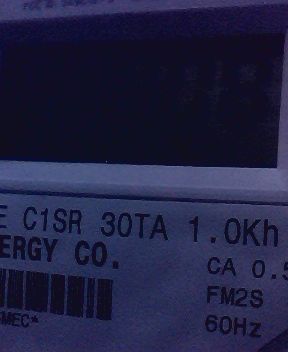 E C1SR 30TA 1.0Kh
ERGY CO.
CA 0.5
FM2S
MEC*
60Hz